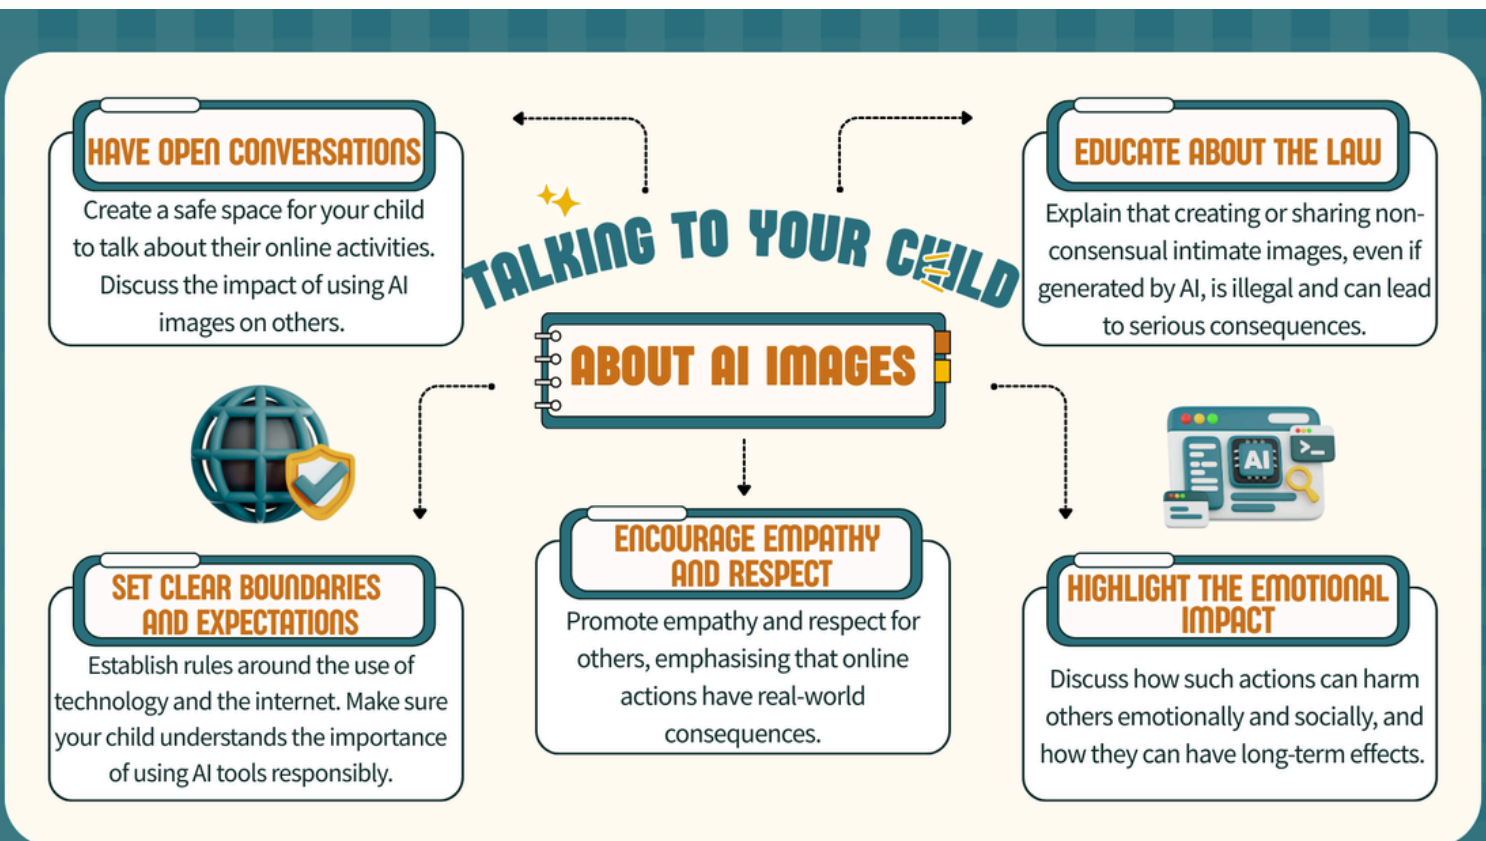 TALKING TO YOUR CHILD
ABOUT AI IMAGES
HAVE OPEN CONVERSATIONS
Create a safe space for your child
to talk about their online activities.
Discuss the impact of using AI
images on others.
EDUCATE ABOUT THE LAW
Explain that creating or sharing non-
consensual intimate images, even if
generated by AI, is illegal and can lead
to serious consequences.
SET CLEAR BOUNDARIES
AND EXPECTATIONS
Establish rules around the use of
technology and the internet. Make sure
your child understands the importance
of using AI tools responsibly.
ENCOURAGE EMPATHY
AND RESPECT
Promote empathy and respect for
others, emphasising that online
actions have real-world
consequences.
AI
>_
HIGHLIGHT THE EMOTIONAL
IMPACT
Discuss how such actions can harm
others emotionally and socially, and
how they can have long-term effects.